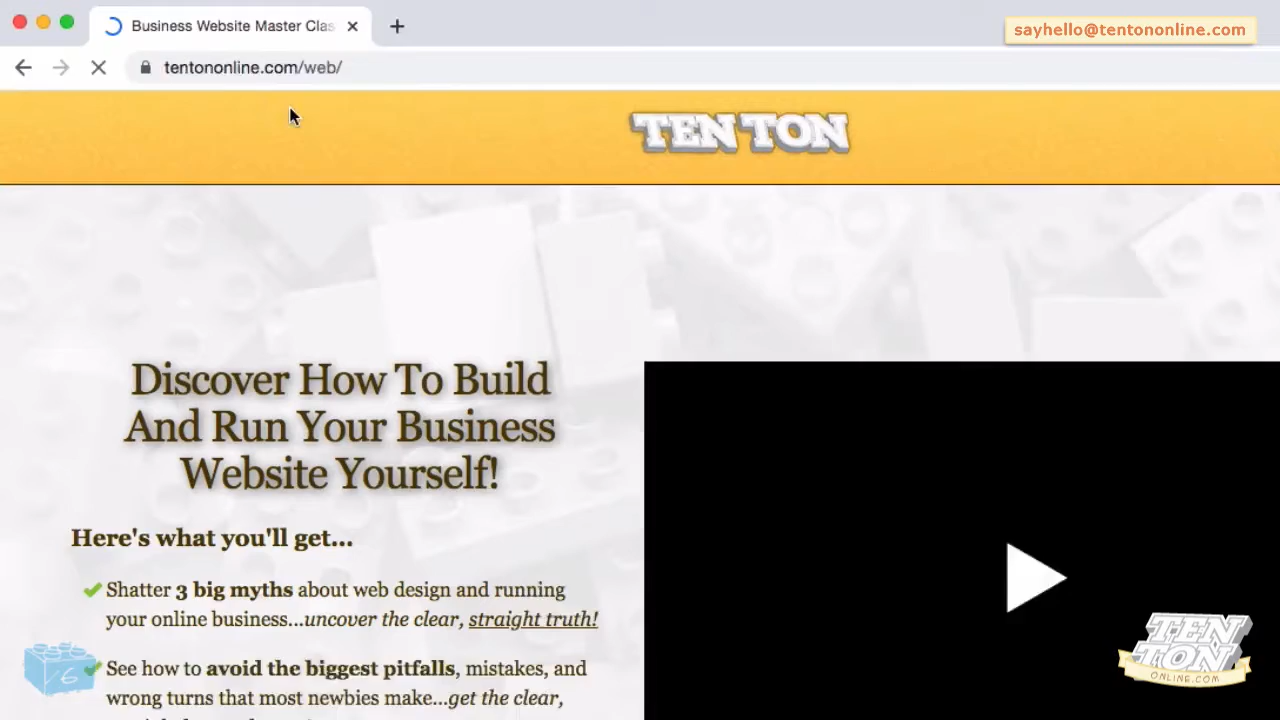 Business Website Master Clas
sayhello@tentononline.com
tentononline.com/web/
TEN TON
Discover How To Build
And Run Your Business
Website Yourself!
Here's what you'll get...
Shatter 3 big myths about web design and running
your online business...uncover the clear, straight truth!
See how to avoid the biggest pitfalls, mistakes, and
wrong turns that most newbies make...get the clear,
TEN
TON
ONLINE.COM